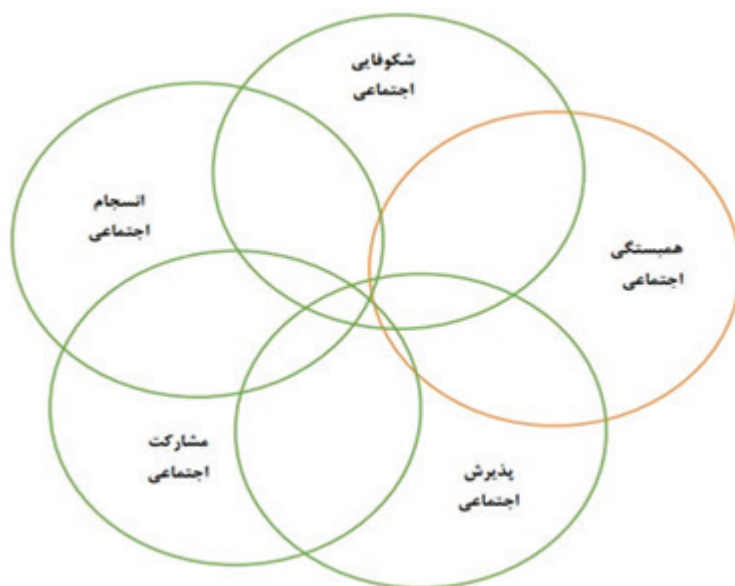 شکوفایی
اجتماعی
همبستگی
اجتماعی
انسجام
اجتماعی
مشارکت
اجتماعی
پذیرش
اجتماعی